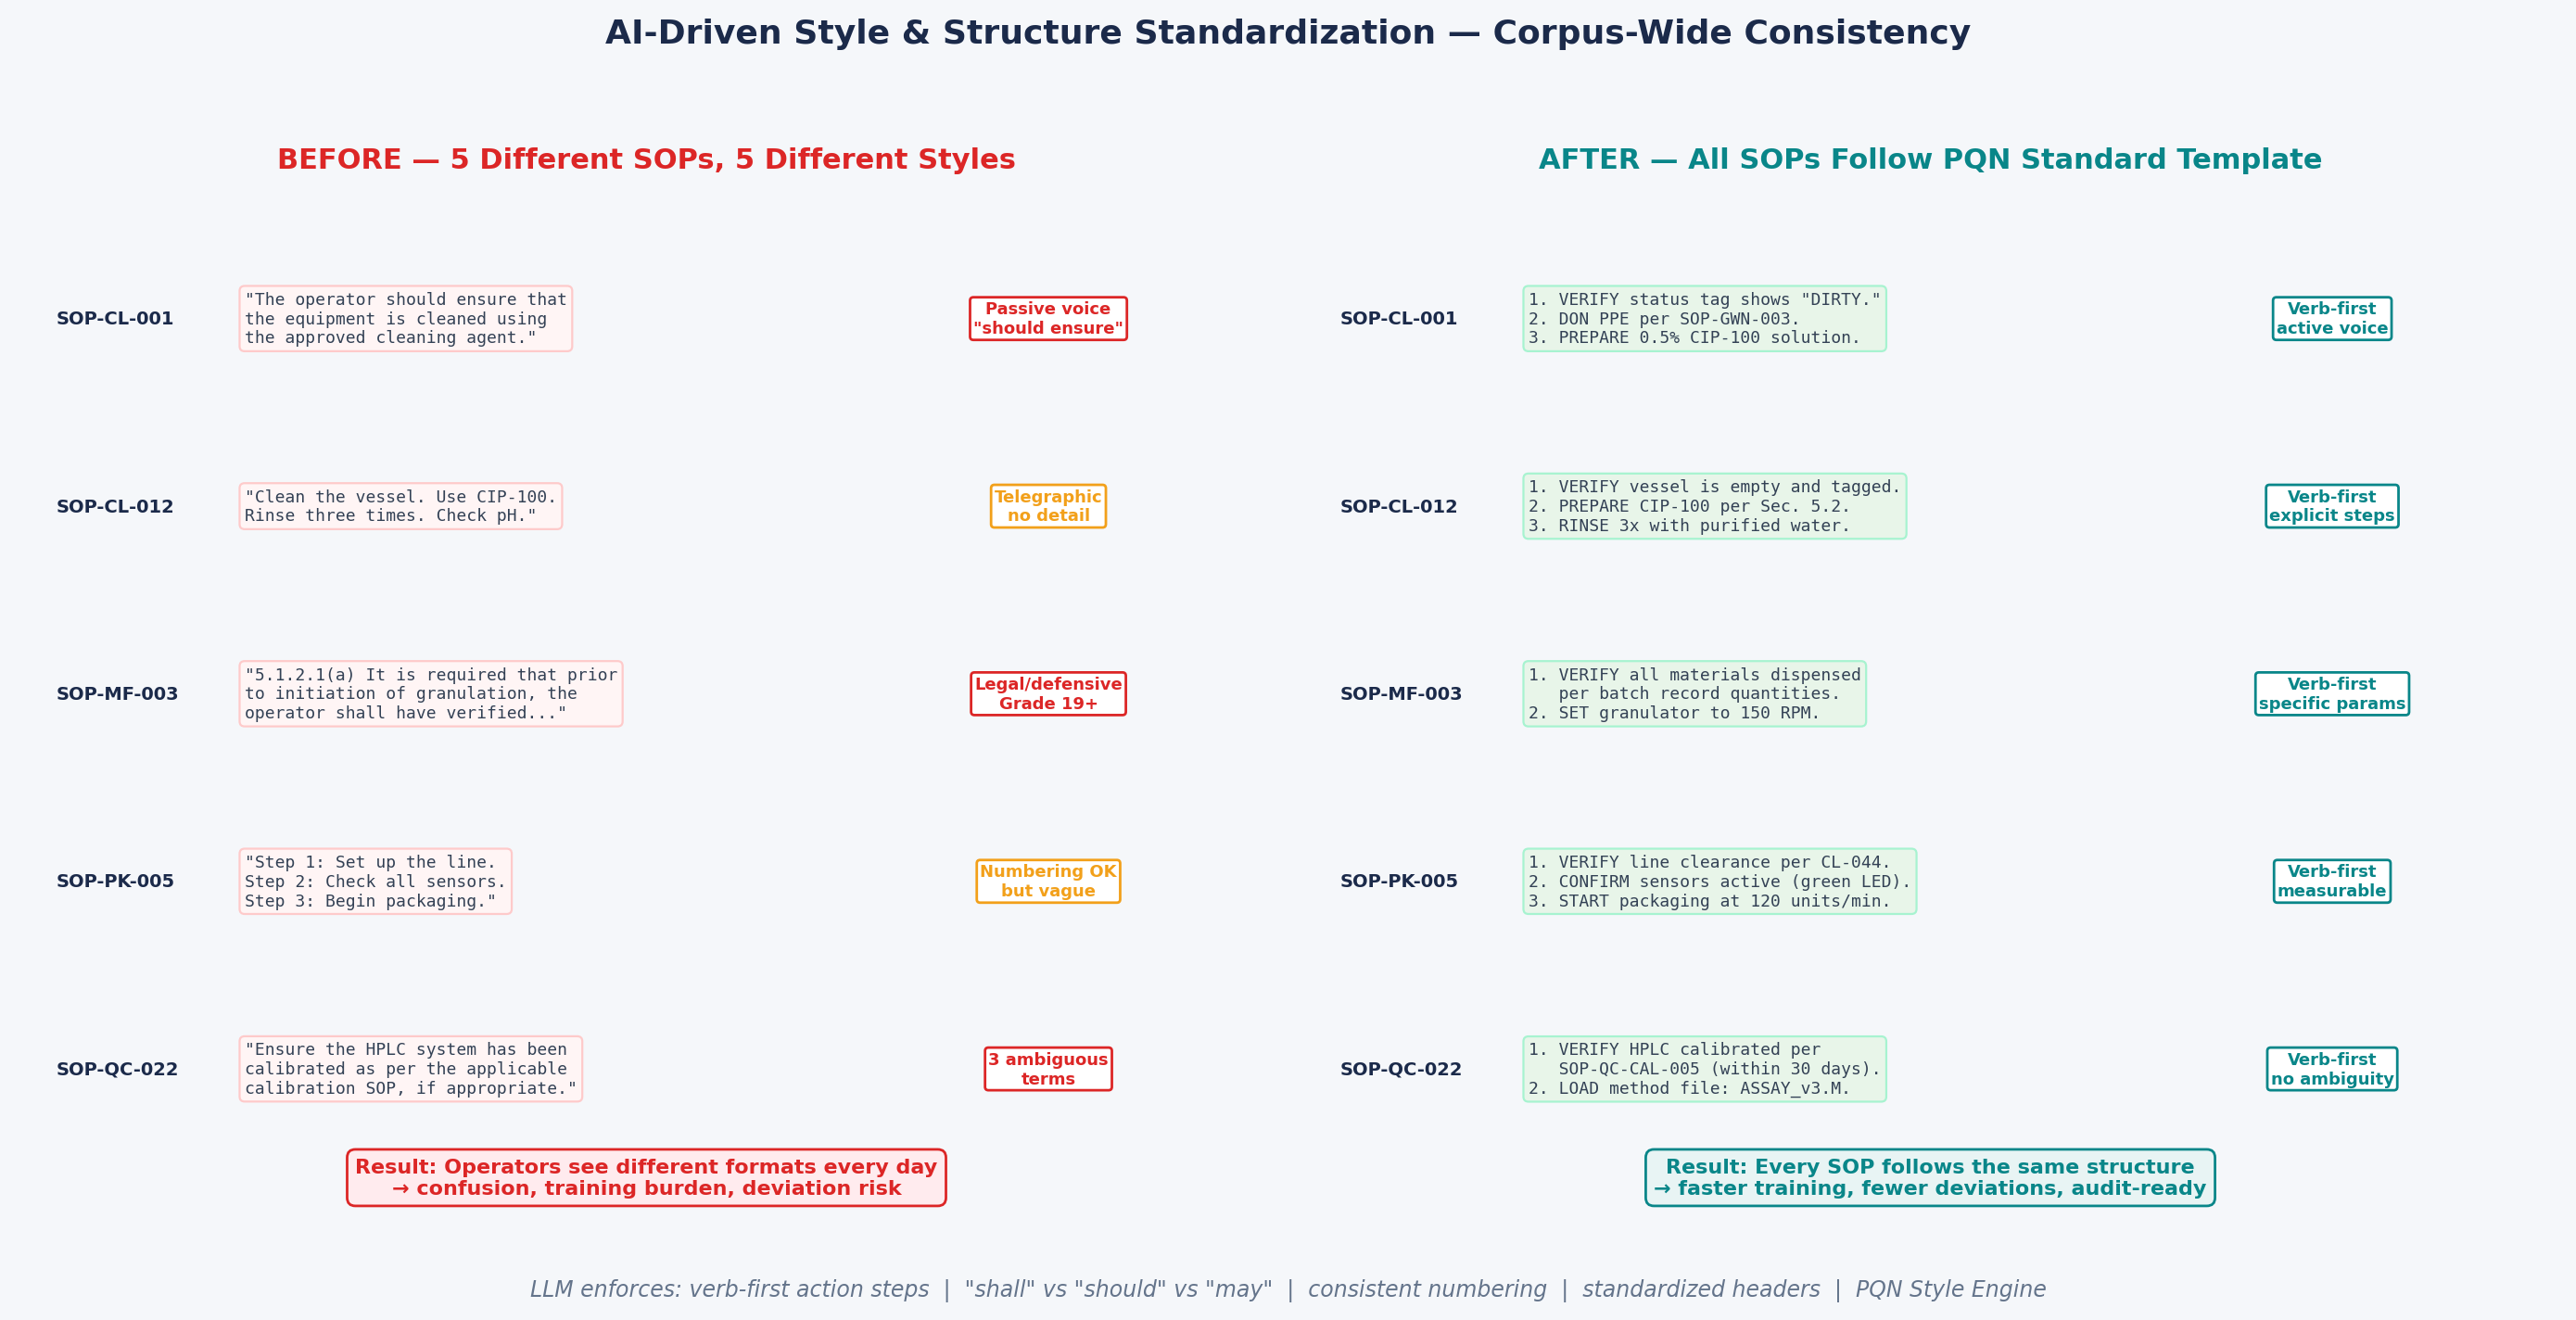 AI-Driven Style & Structure Standardization — Corpus-Wide Consistency
BEFORE — 5 Different SOPs, 5 Different Styles
SOP-CL-001
"The operator should ensure that
the equipment is cleaned using
the approved cleaning agent."
Passive voice
"should ensure"
SOP-CL-012
"Clean the vessel. Use CIP-100.
Rinse three times. Check pH."
Telegraphic
no detail
SOP-MF-003
"5.1.2.1(a) It is required that prior
to initiation of granulation, the
operator shall have verified..."
Legal/defensive
Grade 19+
SOP-PK-005
"Step 1: Set up the line.
Step 2: Check all sensors.
Step 3: Begin packaging."
Numbering OK
but vague
SOP-QC-022
"Ensure the HPLC system has been
calibrated as per the applicable
calibration SOP, if appropriate."
3 ambiguous
terms
Result: Operators see different formats every day
→ confusion, training burden, deviation risk
AFTER — All SOPs Follow PQN Standard Template
SOP-CL-001
1. VERIFY status tag shows "DIRTY."
2. DON PPE per SOP-GWN-003.
3. PREPARE 0.5% CIP-100 solution.
Verb-first
active voice
SOP-CL-012
1. VERIFY vessel is empty and tagged.
2. PREPARE CIP-100 per Sec. 5.2.
3. RINSE 3x with purified water.
Verb-first
explicit steps
SOP-MF-003
1. VERIFY all materials dispensed
per batch record quantities.
2. SET granulator to 150 RPM.
Verb-first
specific params
SOP-PK-005
1. VERIFY line clearance per CL-044.
2. CONFIRM sensors active (green LED).
3. START packaging at 120 units/min.
Verb-first
measurable
SOP-QC-022
1. VERIFY HPLC calibrated per
SOP-QC-CAL-005 (within 30 days).
2. LOAD method file: ASSAY_v3.M.
Verb-first
no ambiguity
Result: Every SOP follows the same structure
→ faster training, fewer deviations, audit-ready
LLM enforces: verb-first action steps | "shall" vs "should" vs "may" | consistent numbering | standardized headers | PQN Style Engine